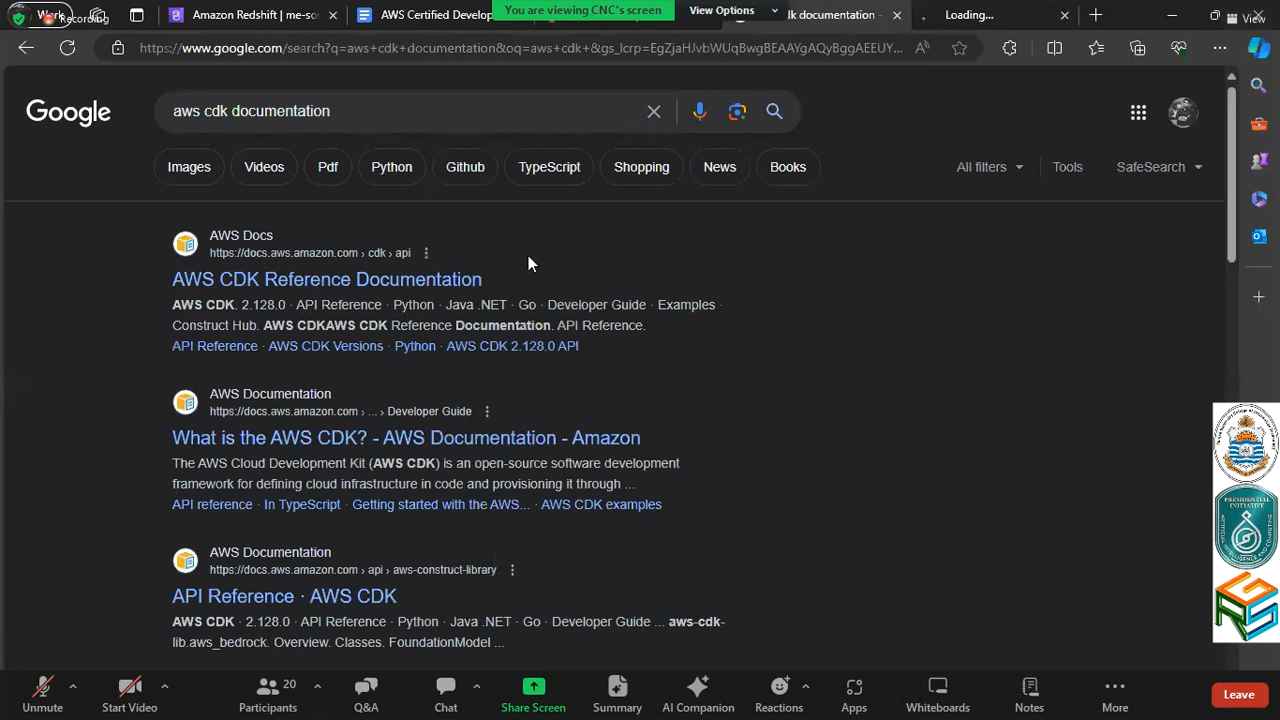 Work
Recording
Amazon Redshift | me-so
AWS Certified Develop
You are viewing CNC's screen
View Options
dk documentation -
Loading...
View
https://www.google.com/search?q=aws+cdk+documentation&oq=aws+cdk+&gs_lcrp=EgZjaHJvbWUqBwgBEAAYgAQyBggAEEUY...
Google
aws cdk documentation
Images
Videos
Pdf
Python
Github
TypeScript
Shopping
News
Books
All filters
Tools
SafeSearch
AWS Docs
https://docs.aws.amazon.com › cdk › api
AWS CDK Reference Documentation
AWS CDK. 2.128.0 · API Reference · Python · Java .NET · Go · Developer Guide · Examples ·
Construct Hub. AWS CDKAWS CDK Reference Documentation. API Reference.
API Reference · AWS CDK Versions · Python · AWS CDK 2.128.0 API
AWS Documentation
https://docs.aws.amazon.com › ... › Developer Guide
What is the AWS CDK? - AWS Documentation - Amazon
The AWS Cloud Development Kit (AWS CDK) is an open-source software development
framework for defining cloud infrastructure in code and provisioning it through ...
API reference · In TypeScript · Getting started with the AWS... · AWS CDK examples
AWS Documentation
https://docs.aws.amazon.com › api › aws-construct-library
API Reference · AWS CDK
AWS CDK · 2.128.0 · API Reference · Python · Java .NET · Go · Developer Guide ... aws-cdk-
lib.aws_bedrock. Overview. Classes. FoundationModel ...
PRESIDENTIAL
INITIATIVE
Unmute
Start Video
20
Participants
Q&A
Chat
Share Screen
Summary
AI Companion
Reactions
Apps
Whiteboards
Notes
More
Leave